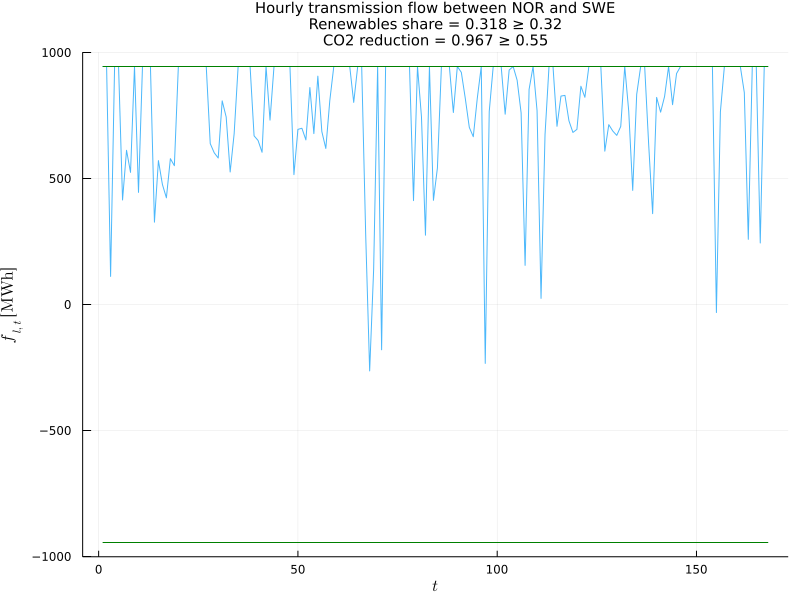 Hourly transmission flow between NOR and SWE
Renewables share = 0.318 ≥ 0.32
CO2 reduction = 0.967 ≥ 0.55
1000
500
0
−500
−1000
f_{l,t} [MWh]
0
50
100
150
t